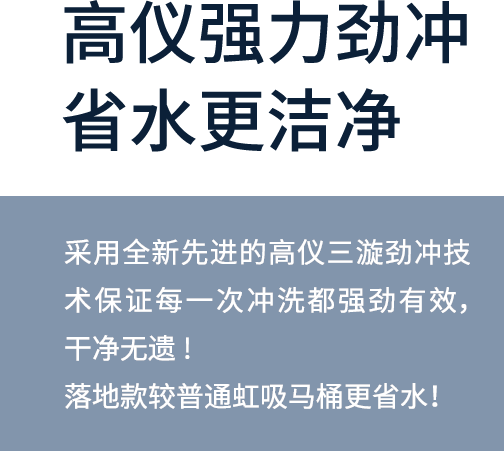 高仪强力劲冲
省水更洁净
采用全新先进的高仪三漩劲冲技
术保证每一次冲洗都强劲有效，
干净无遗！
落地款较普通虹吸马桶更省水！